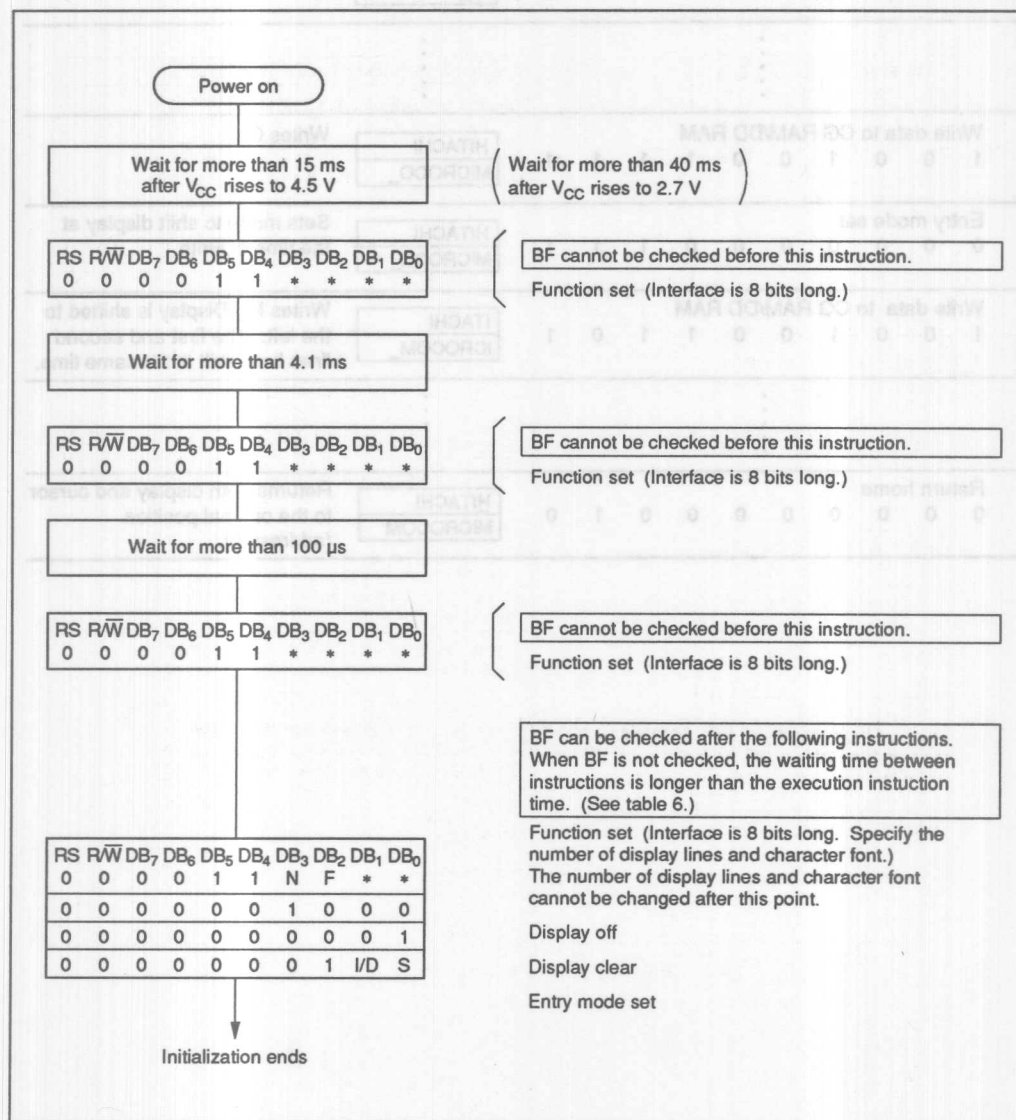 Power on
Wait for more than 15 ms
after VCC rises to 4.5 V
Wait for more than 40 ms
after VCC rises to 2.7 V
RS R/W̅ DB7 DB6 DB5 DB4 DB3 DB2 DB1 DB0
0 0 0 0 1 1 * * * *
BF cannot be checked before this instruction.
Function set (Interface is 8 bits long.)
Wait for more than 4.1 ms
RS R/W̅ DB7 DB6 DB5 DB4 DB3 DB2 DB1 DB0
0 0 0 0 1 1 * * * *
BF cannot be checked before this instruction.
Function set (Interface is 8 bits long.)
Wait for more than 100 µs
RS R/W̅ DB7 DB6 DB5 DB4 DB3 DB2 DB1 DB0
0 0 0 0 1 1 * * * *
BF cannot be checked before this instruction.
Function set (Interface is 8 bits long.)
BF can be checked after the following instructions.
When BF is not checked, the waiting time between
instructions is longer than the execution instuction
time. (See table 6.)
RS R/W̅ DB7 DB6 DB5 DB4 DB3 DB2 DB1 DB0
0 0 0 0 1 1 N F * *
0 0 0 0 0 0 1 0 0 0
0 0 0 0 0 0 0 0 0 1
0 0 0 0 0 0 0 1 I/D S
Function set (Interface is 8 bits long. Specify the
number of display lines and character font.)
The number of display lines and character font
cannot be changed after this point.
Display off
Display clear
Entry mode set
Initialization ends